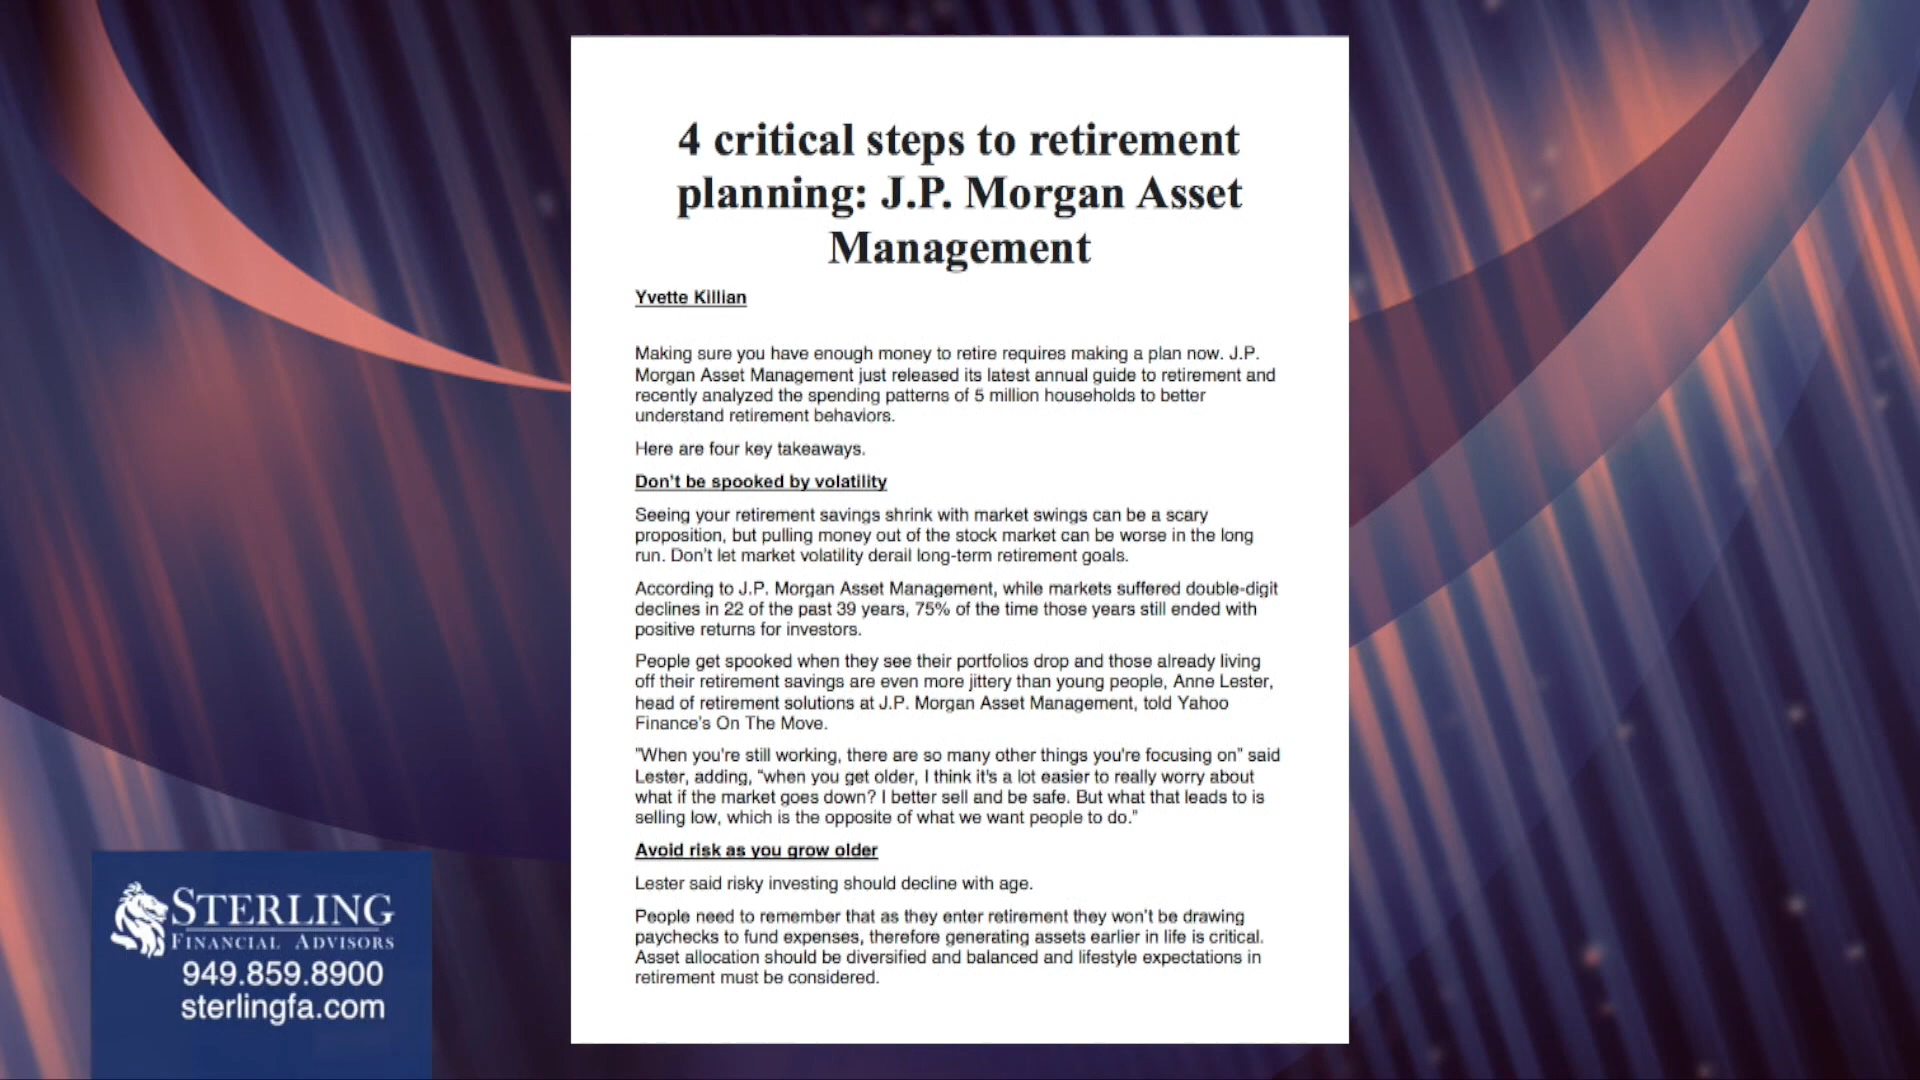 4 critical steps to retirement
planning: J.P. Morgan Asset
Management
Yvette Killian
Making sure you have enough money to retire requires making a plan now. J.P.
Morgan Asset Management just released its latest annual guide to retirement and
recently analyzed the spending patterns of 5 million households to better
understand retirement behaviors.
Here are four key takeaways.
Don't be spooked by volatility
Seeing your retirement savings shrink with market swings can be a scary
proposition, but pulling money out of the stock market can be worse in the long
run. Don't let market volatility derail long-term retirement goals.
According to J.P. Morgan Asset Management, while markets suffered double-digit
declines in 22 of the past 39 years, 75% of the time those years still ended with
positive returns for investors.
People get spooked when they see their portfolios drop and those already living
off their retirement savings are even more jittery than young people, Anne Lester,
head of retirement solutions at J.P. Morgan Asset Management, told Yahoo
Finance's On The Move.
"When you're still working, there are so many other things you're focusing on" said
Lester, adding, "when you get older, I think it's a lot easier to really worry about
what if the market goes down? I better sell and be safe. But what that leads to is
selling low, which is the opposite of what we want people to do."
Avoid risk as you grow older
Lester said risky investing should decline with age.
People need to remember that as they enter retirement they won't be drawing
paychecks to fund expenses, therefore generating assets earlier in life is critical.
Asset allocation should be diversified and balanced and lifestyle expectations in
retirement must be considered.
STERLING
FINANCIAL ADVISORS
949.859.8900
sterlingfa.com